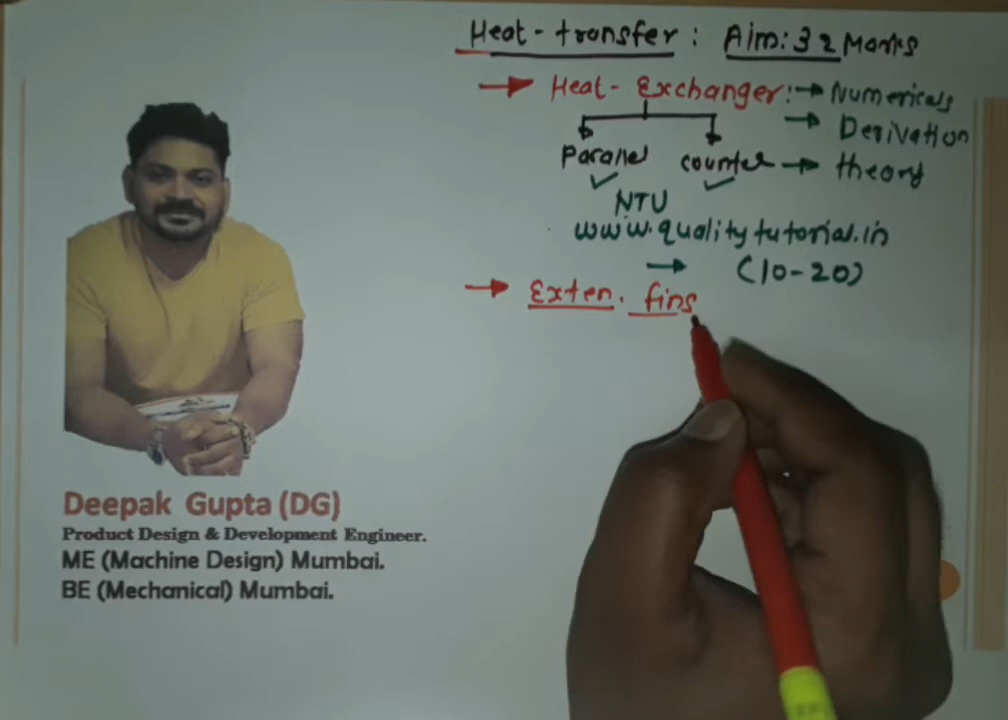 Heat-transfer : Aim: 32 Marks
→ Heat-Exchanger :→ Numericals
→ Derivation
Parallel counter → theory
NTU
www.qualitytutorial.in
→ (10-20)
→ Exten. fins
Deepak Gupta (DG)
Product Design & Development Engineer.
ME (Machine Design) Mumbai.
BE (Mechanical) Mumbai.